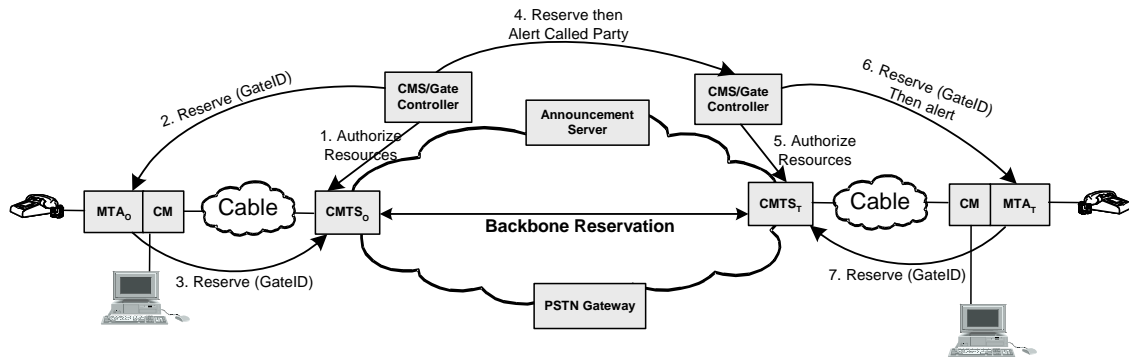 4. Reserve then
Alert Called Party
2. Reserve (GateID)
CMS/Gate
Controller
CMS/Gate
Controller
6. Reserve (GateID)
Then alert
Announcement
Server
1. Authorize
Resources
5. Authorize
Resources
MTAO
CM
Cable
CMTSO
Backbone Reservation
CMTST
Cable
CM
MTAT
3. Reserve (GateID)
7. Reserve (GateID)
PSTN Gateway